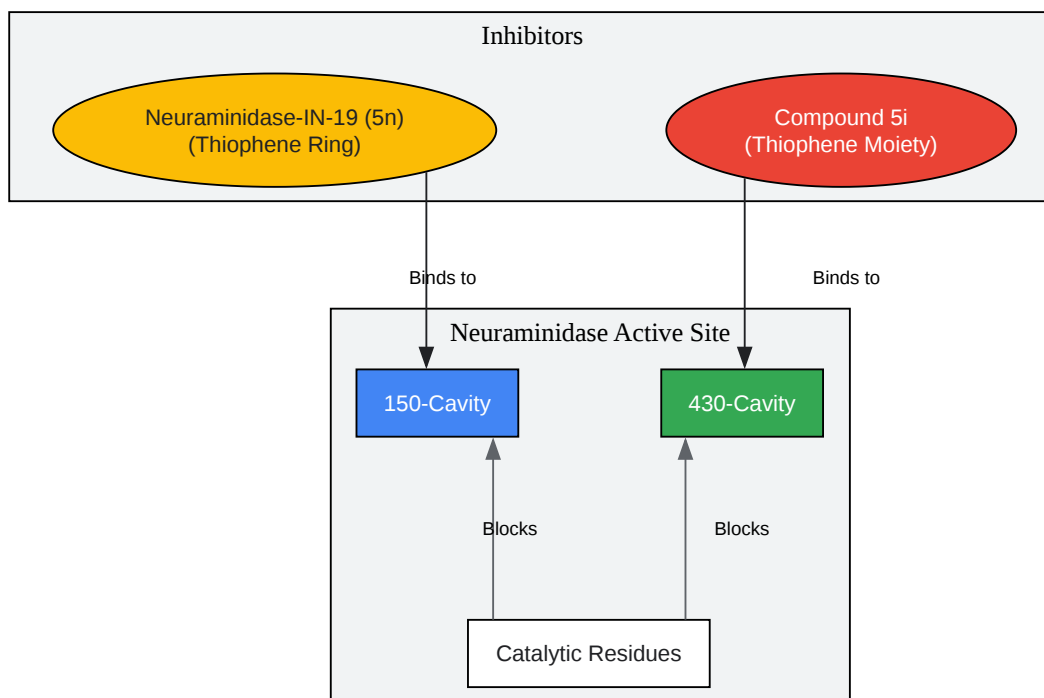 Inhibitors
Neuraminidase-IN-19 (5n)
(Thiophene Ring)
Compound 5i
(Thiophene Moiety)
Binds to
Binds to
Neuraminidase Active Site
150-Cavity
430-Cavity
Blocks
Blocks
Catalytic Residues